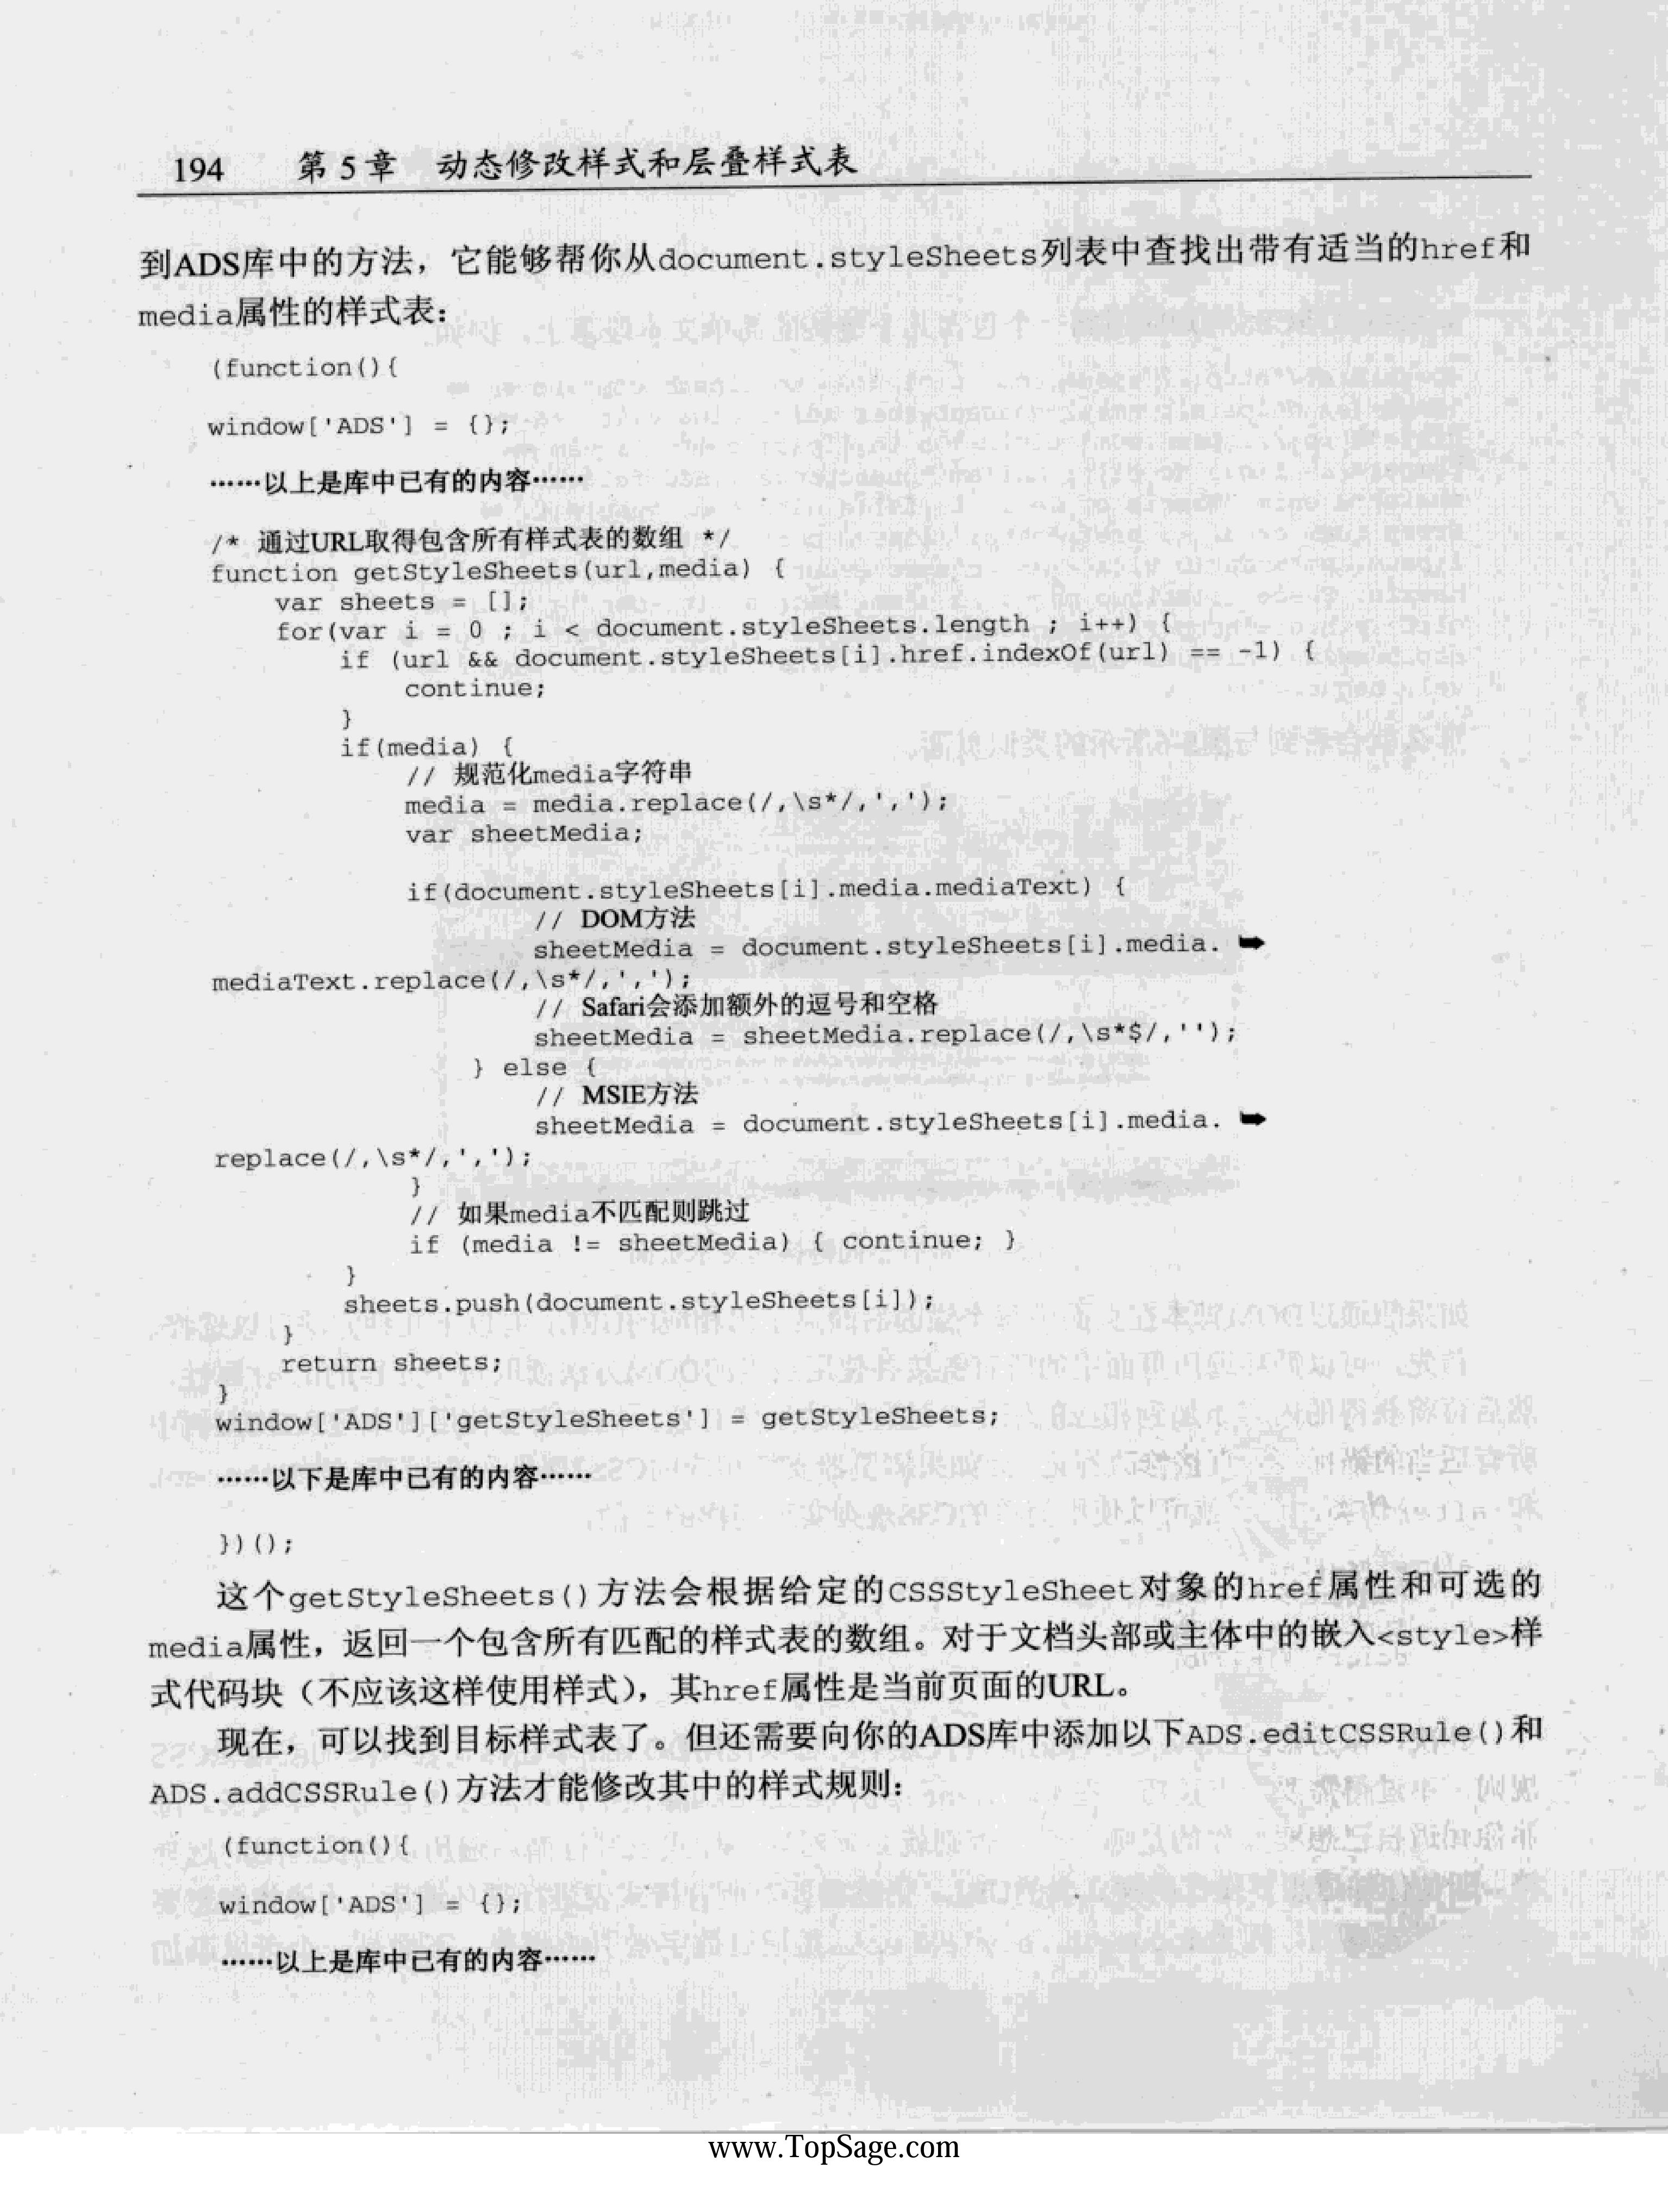 194 第 5 章 动态修改样式和层叠样式表
到ADS库中的方法，它能够帮你从document.styleSheets列表中查找出带有适当的href和
media属性的样式表：
(function(){
window['ADS'] = {};
……以上是库中已有的内容……
/* 通过URL取得包含所有样式表的数组 */
function getStyleSheets(url,media) {
    var sheets = [];
    for(var i = 0 ; i < document.styleSheets.length ; i++) {
        if (url && document.styleSheets[i].href.indexOf(url) == -1) {
            continue;
        }
        if(media) {
            // 规范化media字符串
            media = media.replace(/,\s*/,',');
            var sheetMedia;
            if(document.styleSheets[i].media.mediaText) {
                    // DOM方法
                    sheetMedia = document.styleSheets[i].media. ➥
mediaText.replace(/,\s*/,',');
                    // Safari会添加额外的逗号和空格
                    sheetMedia = sheetMedia.replace(/,\s*$/,'');
                } else {
                    // MSIE方法
                    sheetMedia = document.styleSheets[i].media. ➥
replace(/,\s*/,',');
            }
            // 如果media不匹配则跳过
            if (media != sheetMedia) { continue; }
        }
        sheets.push(document.styleSheets[i]);
    }
    return sheets;
}
window['ADS']['getStyleSheets'] = getStyleSheets;
……以下是库中已有的内容……
})();
这个getStyleSheets()方法会根据给定的CSSStyleSheet对象的href属性和可选的
media属性，返回一个包含所有匹配的样式表的数组。对于文档头部或主体中的嵌入<style>样
式代码块（不应该这样使用样式），其href属性是当前页面的URL。
现在，可以找到目标样式表了。但还需要向你的ADS库中添加以下ADS.editCSSRule()和
ADS.addCSSRule()方法才能修改其中的样式规则：
(function(){
window['ADS'] = {};
……以上是库中已有的内容……
www.TopSage.com